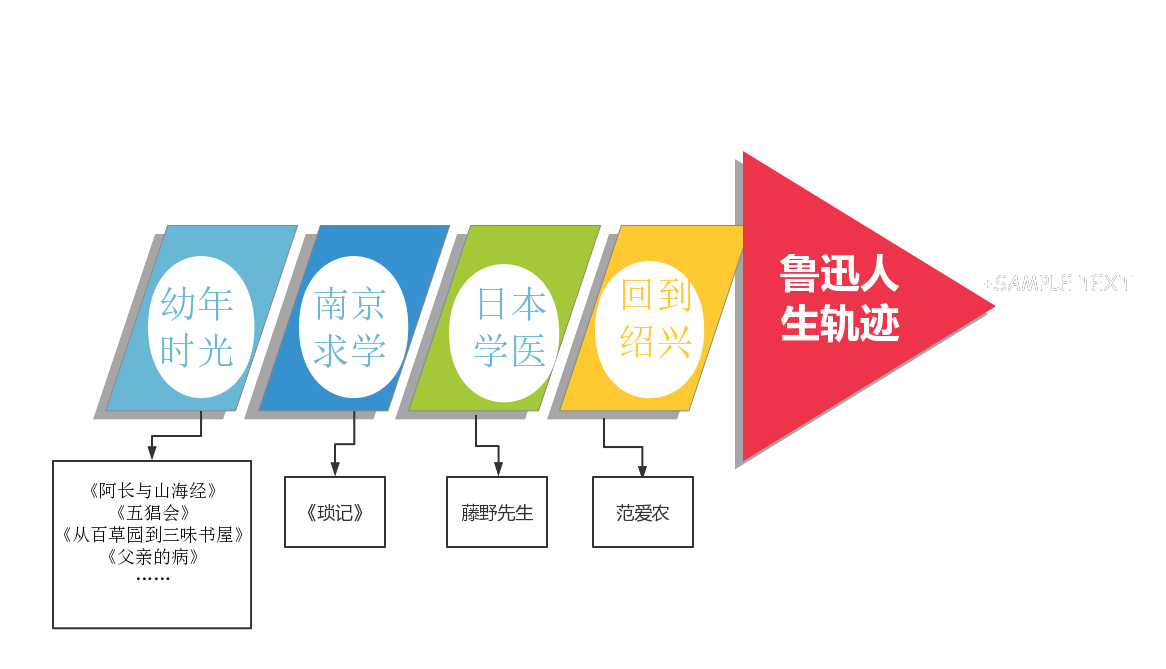 幼年
时光
南京
求学
日本
学医
回到
绍兴
鲁迅人
生轨迹
SAMPLE TEXT
《阿长与山海经》
《五猖会》
《从百草园到三味书屋》
《父亲的病》
……
《琐记》
藤野先生
范爱农